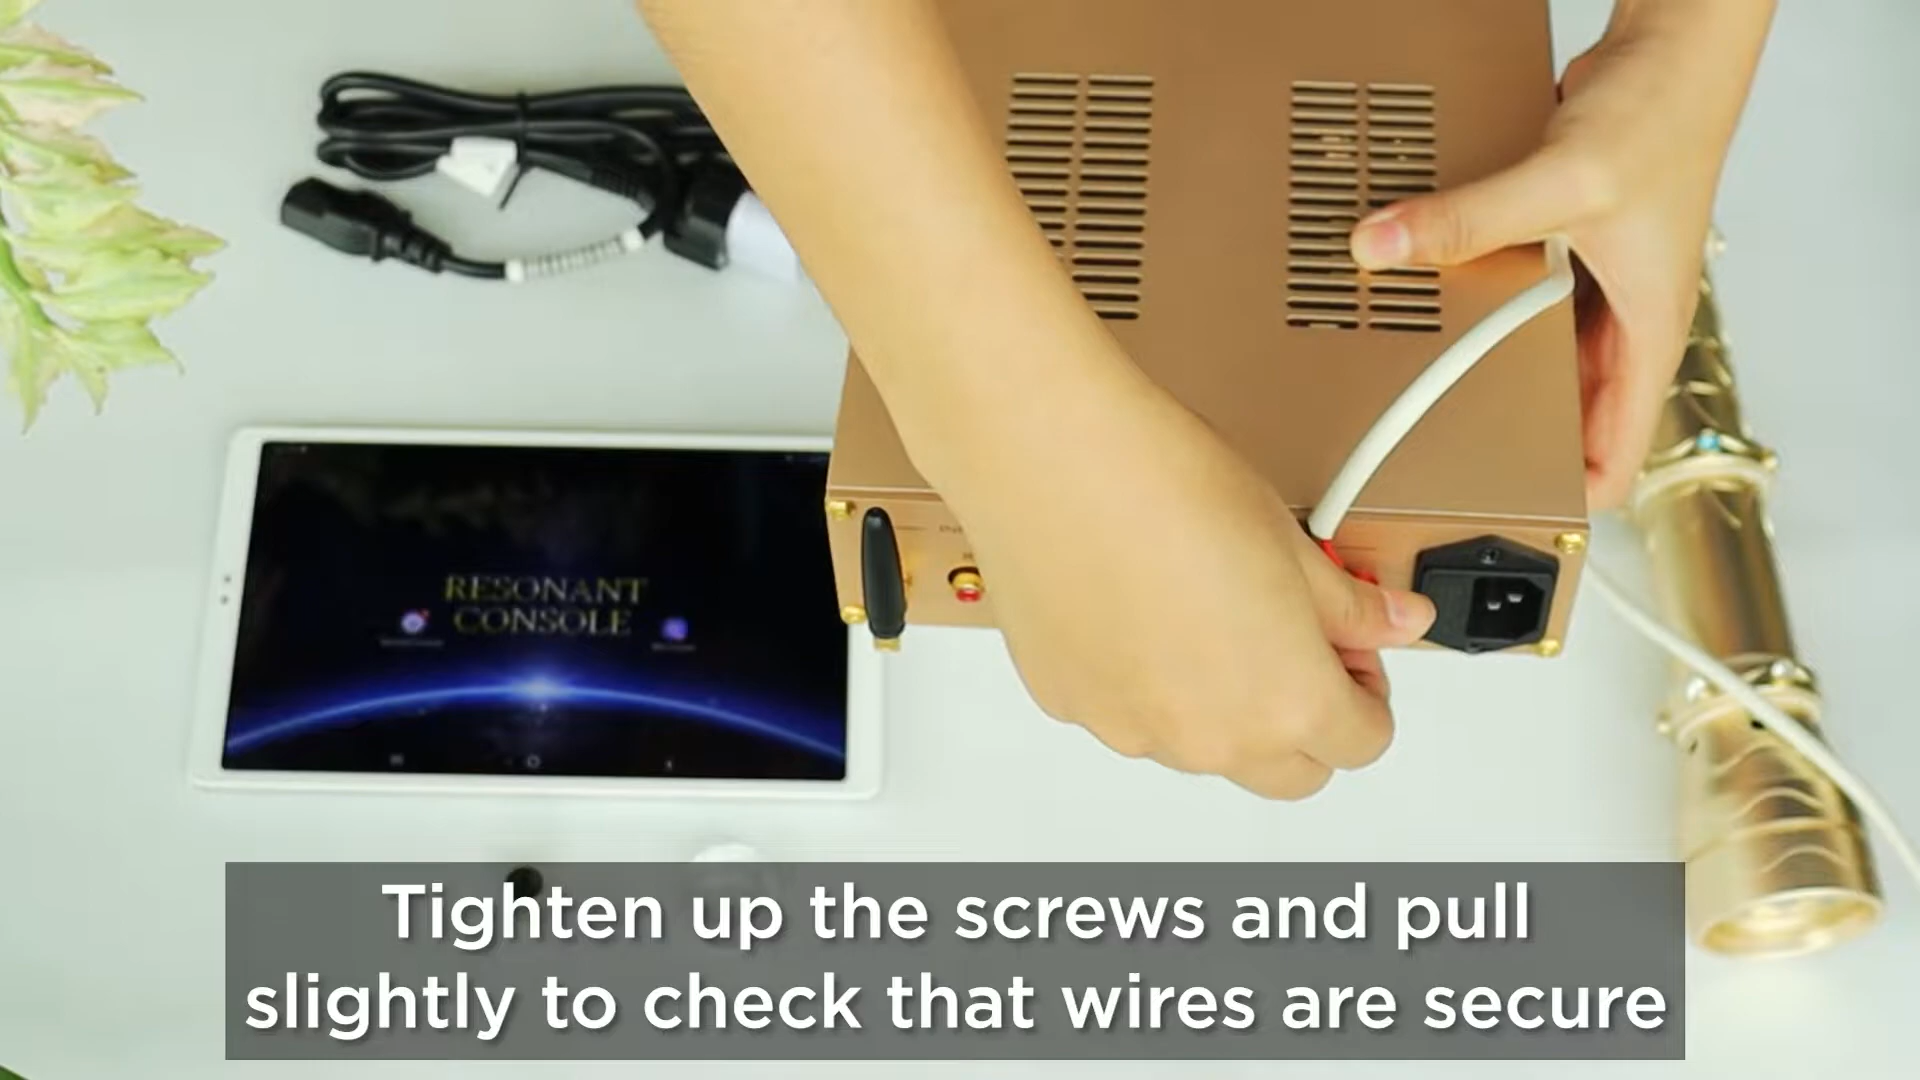 RESONANT
CONSOLE
Tighten up the screws and pull
slightly to check that wires are secure